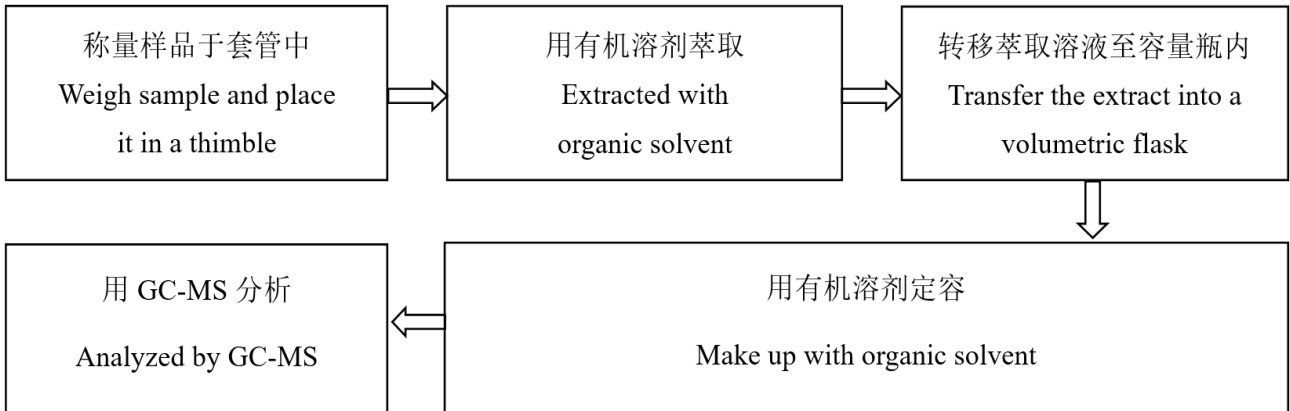 称量样品于套管中
Weigh sample and place
it in a thimble
用有机溶剂萃取
Extracted with
organic solvent
转移萃取溶液至容量瓶内
Transfer the extract into a
volumetric flask
用有机溶剂定容
Make up with organic solvent
用 GC-MS 分析
Analyzed by GC-MS